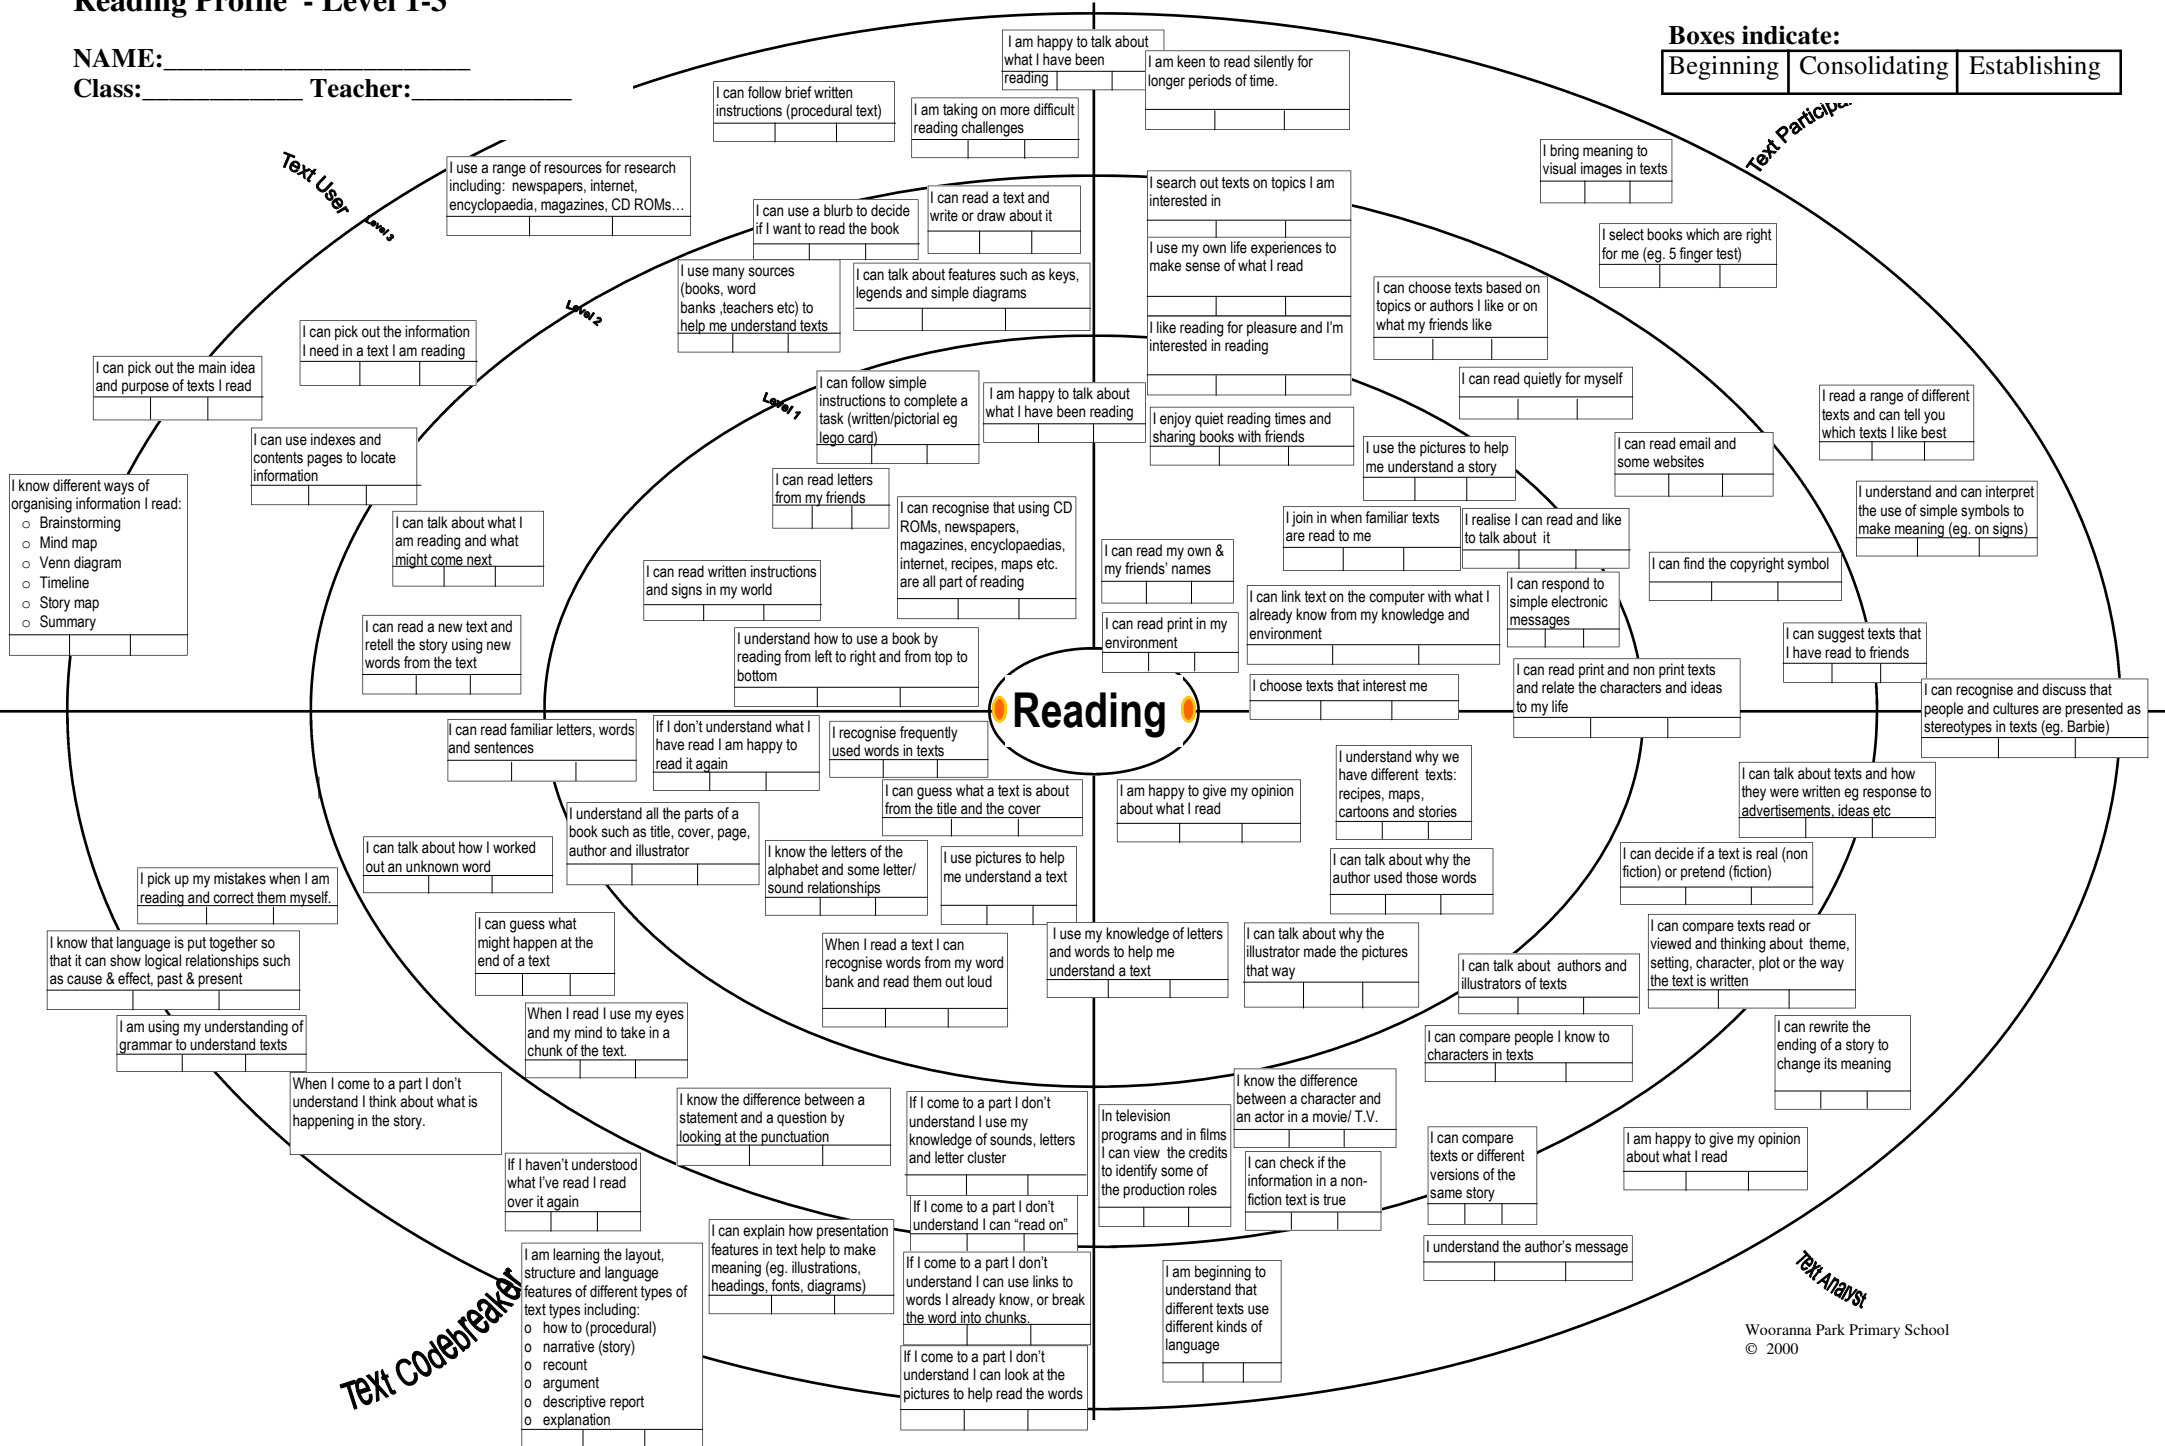 Reading Profile - Level 1-3
NAME:_______________________
Class:____________ Teacher:____________
Boxes indicate:
Beginning Consolidating Establishing
Text User
Level 3
I use a range of resources for research
including: newspapers, internet,
encyclopaedia, magazines, CD ROMs…
I can follow brief written
instructions (procedural text)
I am taking on more difficult
reading challenges
I can use a blurb to decide
if I want to read the book
I can read a text and
write or draw about it
Level 2
I use many sources
(books, word
banks ,teachers etc) to
help me understand texts
I can talk about features such as keys,
legends and simple diagrams
I can pick out the information
I need in a text I am reading
I can pick out the main idea
and purpose of texts I read
I can use indexes and
contents pages to locate
information
I know different ways of
organising information I read:
o Brainstorming
o Mind map
o Venn diagram
o Timeline
o Story map
o Summary
I can talk about what I
am reading and what
might come next
I can read a new text and
retell the story using new
words from the text
Level 1
I can follow simple
instructions to complete a
task (written/pictorial eg
lego card)
I am happy to talk about
what I have been reading
I can read letters
from my friends
I can recognise that using CD
ROMs, newspapers,
magazines, encyclopaedias,
internet, recipes, maps etc.
are all part of reading
I can read written instructions
and signs in my world
I understand how to use a book by
reading from left to right and from top to
bottom
I am happy to talk about
what I have been
reading
I am keen to read silently for
longer periods of time.
Text Participa
I bring meaning to
visual images in texts
I select books which are right
for me (eg. 5 finger test)
I search out texts on topics I am
interested in
I use my own life experiences to
make sense of what I read
I like reading for pleasure and I’m
interested in reading
I can choose texts based on
topics or authors I like or on
what my friends like
I can read quietly for myself
I read a range of different
texts and can tell you
which texts I like best
I enjoy quiet reading times and
sharing books with friends
I use the pictures to help
me understand a story
I can read email and
some websites
I understand and can interpret
the use of simple symbols to
make meaning (eg. on signs)
I join in when familiar texts
are read to me
I realise I can read and like
to talk about it
I can read my own &
my friends’ names
I can find the copyright symbol
I can respond to
simple electronic
messages
I can link text on the computer with what I
already know from my knowledge and
environment
I can read print in my
environment
I can suggest texts that
I have read to friends
I can read print and non print texts
and relate the characters and ideas
to my life
I choose texts that interest me
I can recognise and discuss that
people and cultures are presented as
stereotypes in texts (eg. Barbie)
Reading
I can read familiar letters, words
and sentences
If I don’t understand what I
have read I am happy to
read it again
I recognise frequently
used words in texts
I can guess what a text is about
from the title and the cover
I understand all the parts of a
book such as title, cover, page,
author and illustrator
I know the letters of the
alphabet and some letter/
sound relationships
I use pictures to help
me understand a text
I can talk about how I worked
out an unknown word
I pick up my mistakes when I am
reading and correct them myself.
I know that language is put together so
that it can show logical relationships such
as cause & effect, past & present
I can guess what
might happen at the
end of a text
When I read a text I can
recognise words from my word
bank and read them out loud
I use my knowledge of letters
and words to help me
understand a text
When I read I use my eyes
and my mind to take in a
chunk of the text.
I am using my understanding of
grammar to understand texts
When I come to a part I don’t
understand I think about what is
happening in the story.
I know the difference between a
statement and a question by
looking at the punctuation
If I come to a part I don’t
understand I use my
knowledge of sounds, letters
and letter cluster
If I haven’t understood
what I’ve read I read
over it again
If I come to a part I don’t
understand I can “read on”
I can explain how presentation
features in text help to make
meaning (eg. illustrations,
headings, fonts, diagrams)
If I come to a part I don’t
understand I can use links to
words I already know, or break
the word into chunks.
If I come to a part I don’t
understand I can look at the
pictures to help read the words
Text Codebreaker
I am learning the layout,
structure and language
features of different types of
text types including:
o how to (procedural)
o narrative (story)
o recount
o argument
o descriptive report
o explanation
I am happy to give my opinion
about what I read
I understand why we
have different texts:
recipes, maps,
cartoons and stories
I can talk about texts and how
they were written eg response to
advertisements, ideas etc
I can talk about why the
author used those words
I can decide if a text is real (non
fiction) or pretend (fiction)
I can talk about why the
illustrator made the pictures
that way
I can talk about authors and
illustrators of texts
I can compare texts read or
viewed and thinking about theme,
setting, character, plot or the way
the text is written
I can compare people I know to
characters in texts
I can rewrite the
ending of a story to
change its meaning
I know the difference
between a character and
an actor in a movie/ T.V.
In television
programs and in films
I can view the credits
to identify some of
the production roles
I can check if the
information in a non-
fiction text is true
I can compare
texts or different
versions of the
same story
I am happy to give my opinion
about what I read
I understand the author’s message
I am beginning to
understand that
different texts use
different kinds of
language
Text Analyst
Wooranna Park Primary School
© 2000